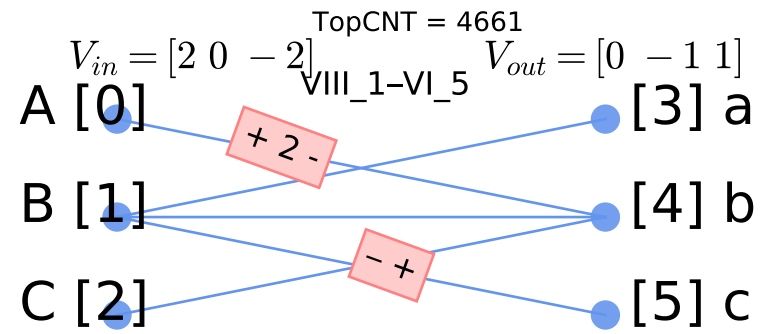 TopCNT = 4661
V_in = [2 0 −2] V_out = [0 −1 1]
VIII_1–VI_5
A [0] [3] a
+ 2 -
B [1] [4] b
− +
C [2] [5] c